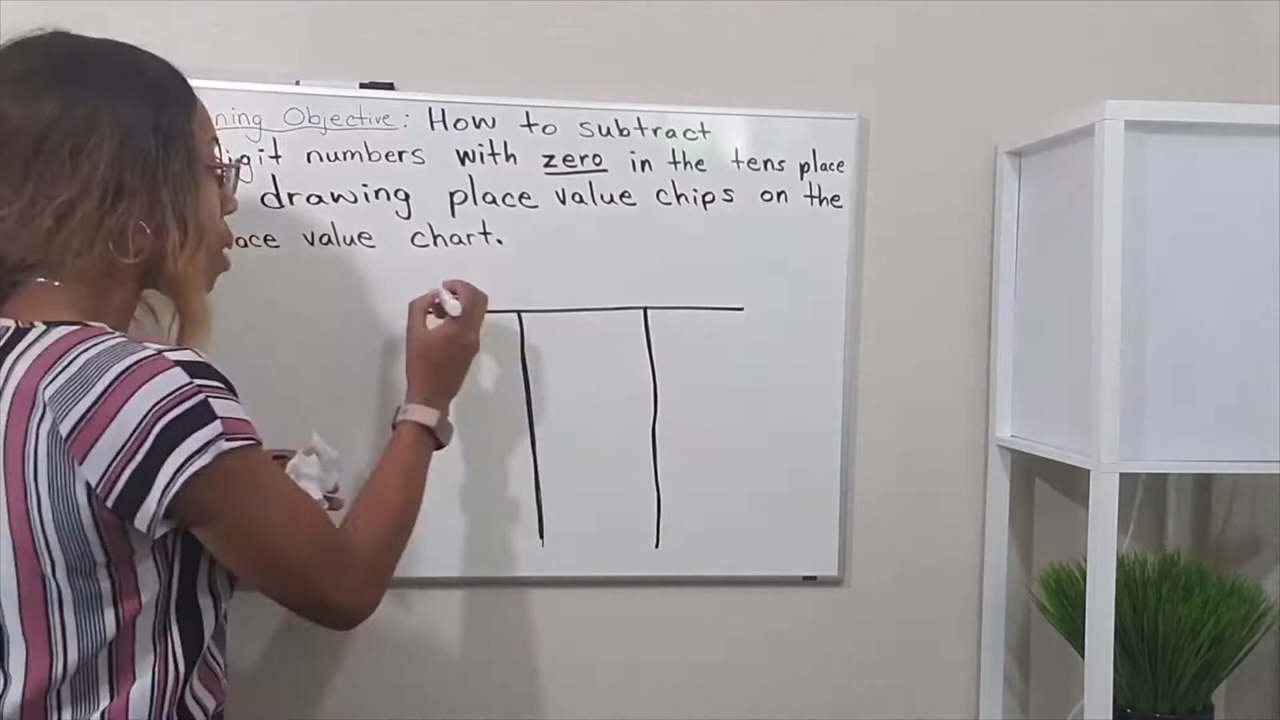 ning Objective: How to subtract
igit numbers with zero in the tens place
drawing place value chips on the
ace value chart.